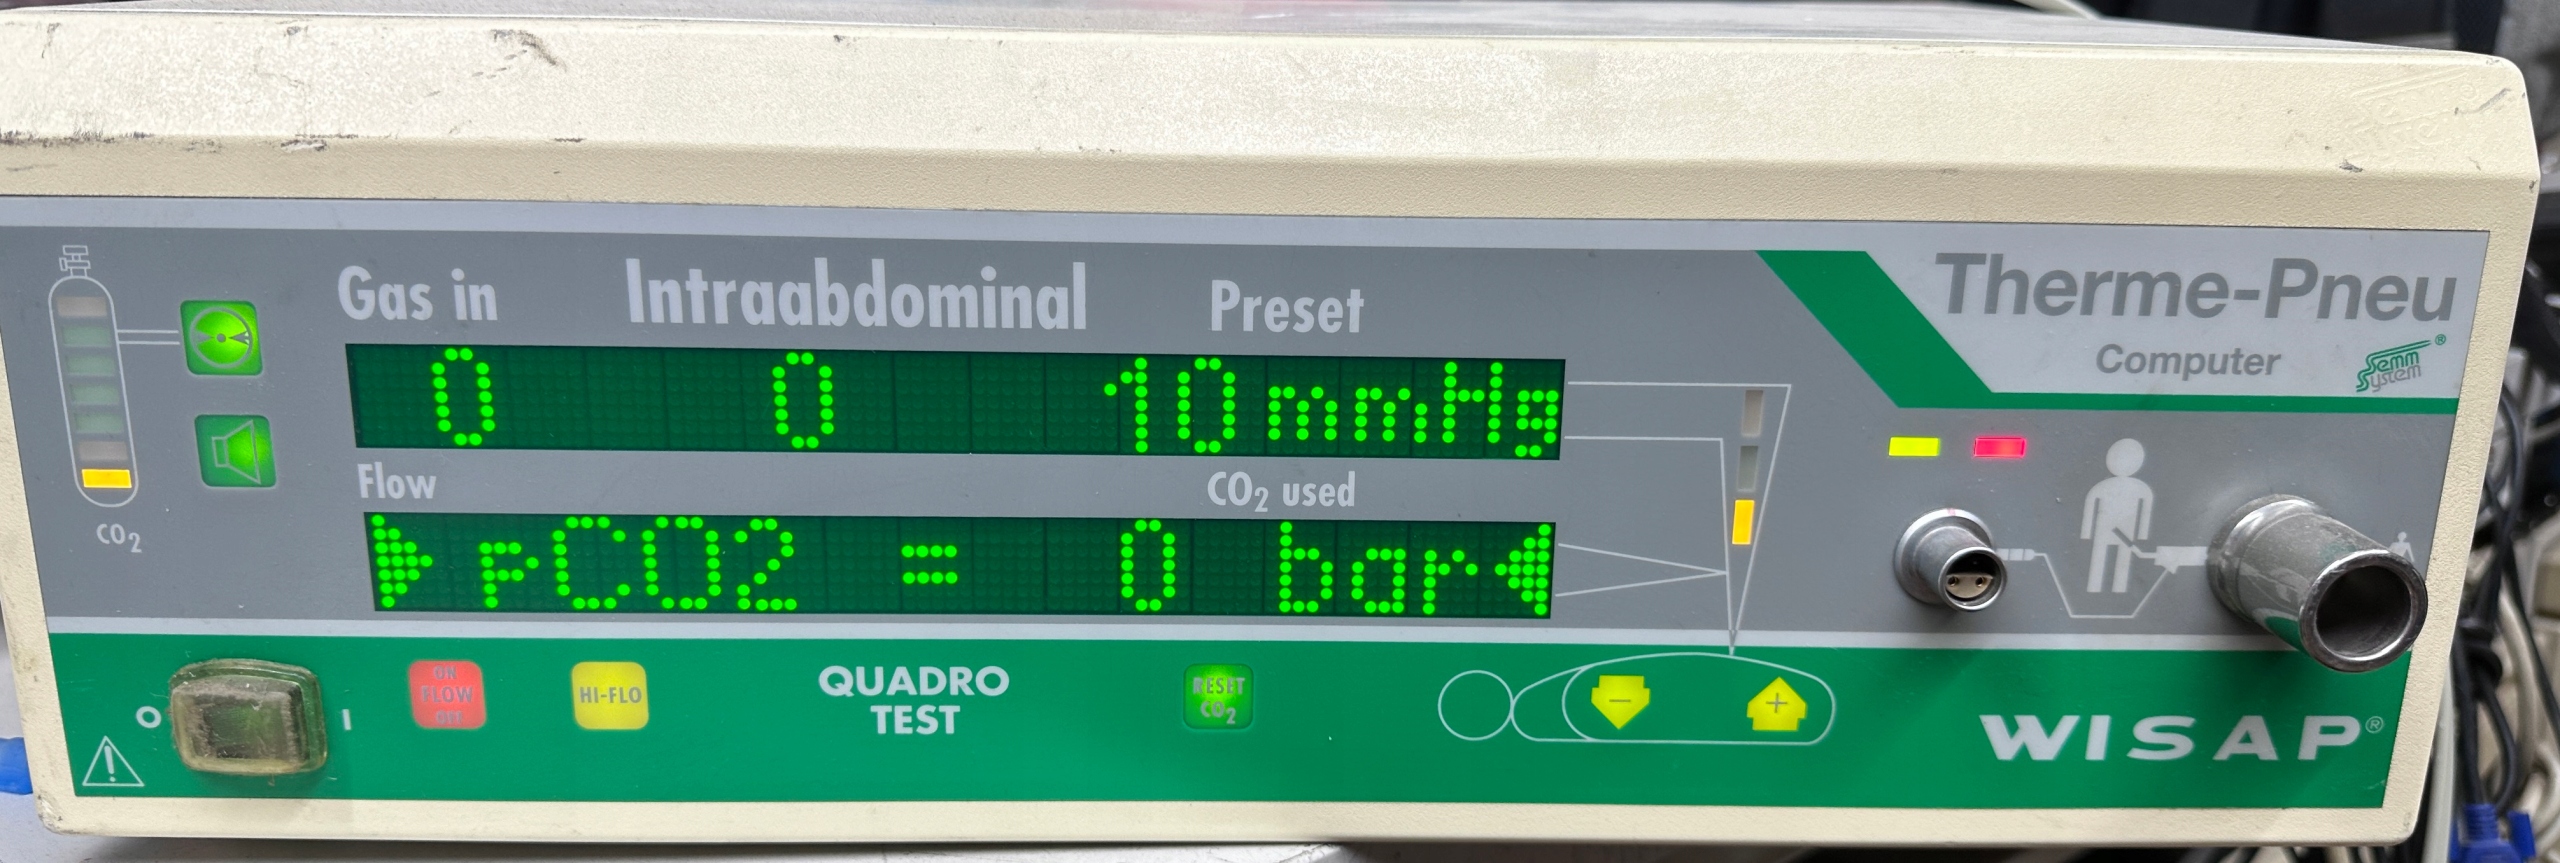 Gas in Intraabdominal Preset
0 0 10 mmHg
Flow CO2 used
pCO2 = 0 bar
CO2
Therme-Pneu
Computer
Semm
System®
O I
ON
FLOW
OFF
HI-FLO
QUADRO
TEST
RESET
CO2
- +
WISAP®